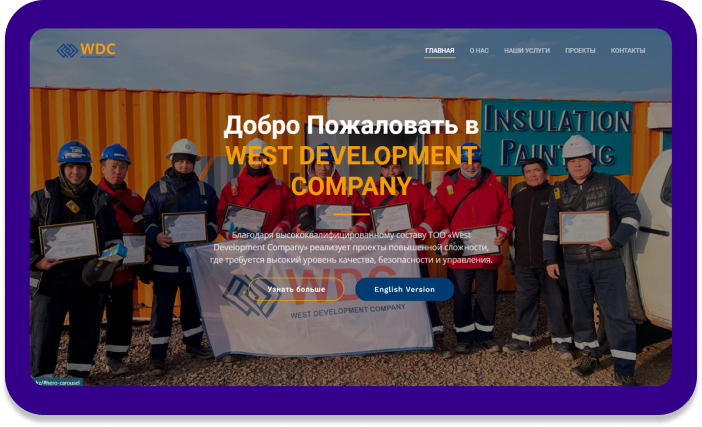 WDC
ГЛАВНАЯ О НАС НАШИ УСЛУГИ ПРОЕКТЫ КОНТАКТЫ
INSULATION
PAINTING
Добро Пожаловать в
WEST DEVELOPMENT
COMPANY
Благодаря высококвалифицированному составу ТОО «West
Development Company» реализует проекты повышенной сложности,
где требуется высокий уровень качества, безопасности и управления.
WDC
Узнать больше English Version
WEST DEVELOPMENT COMPANY
kz/#hero-carousel